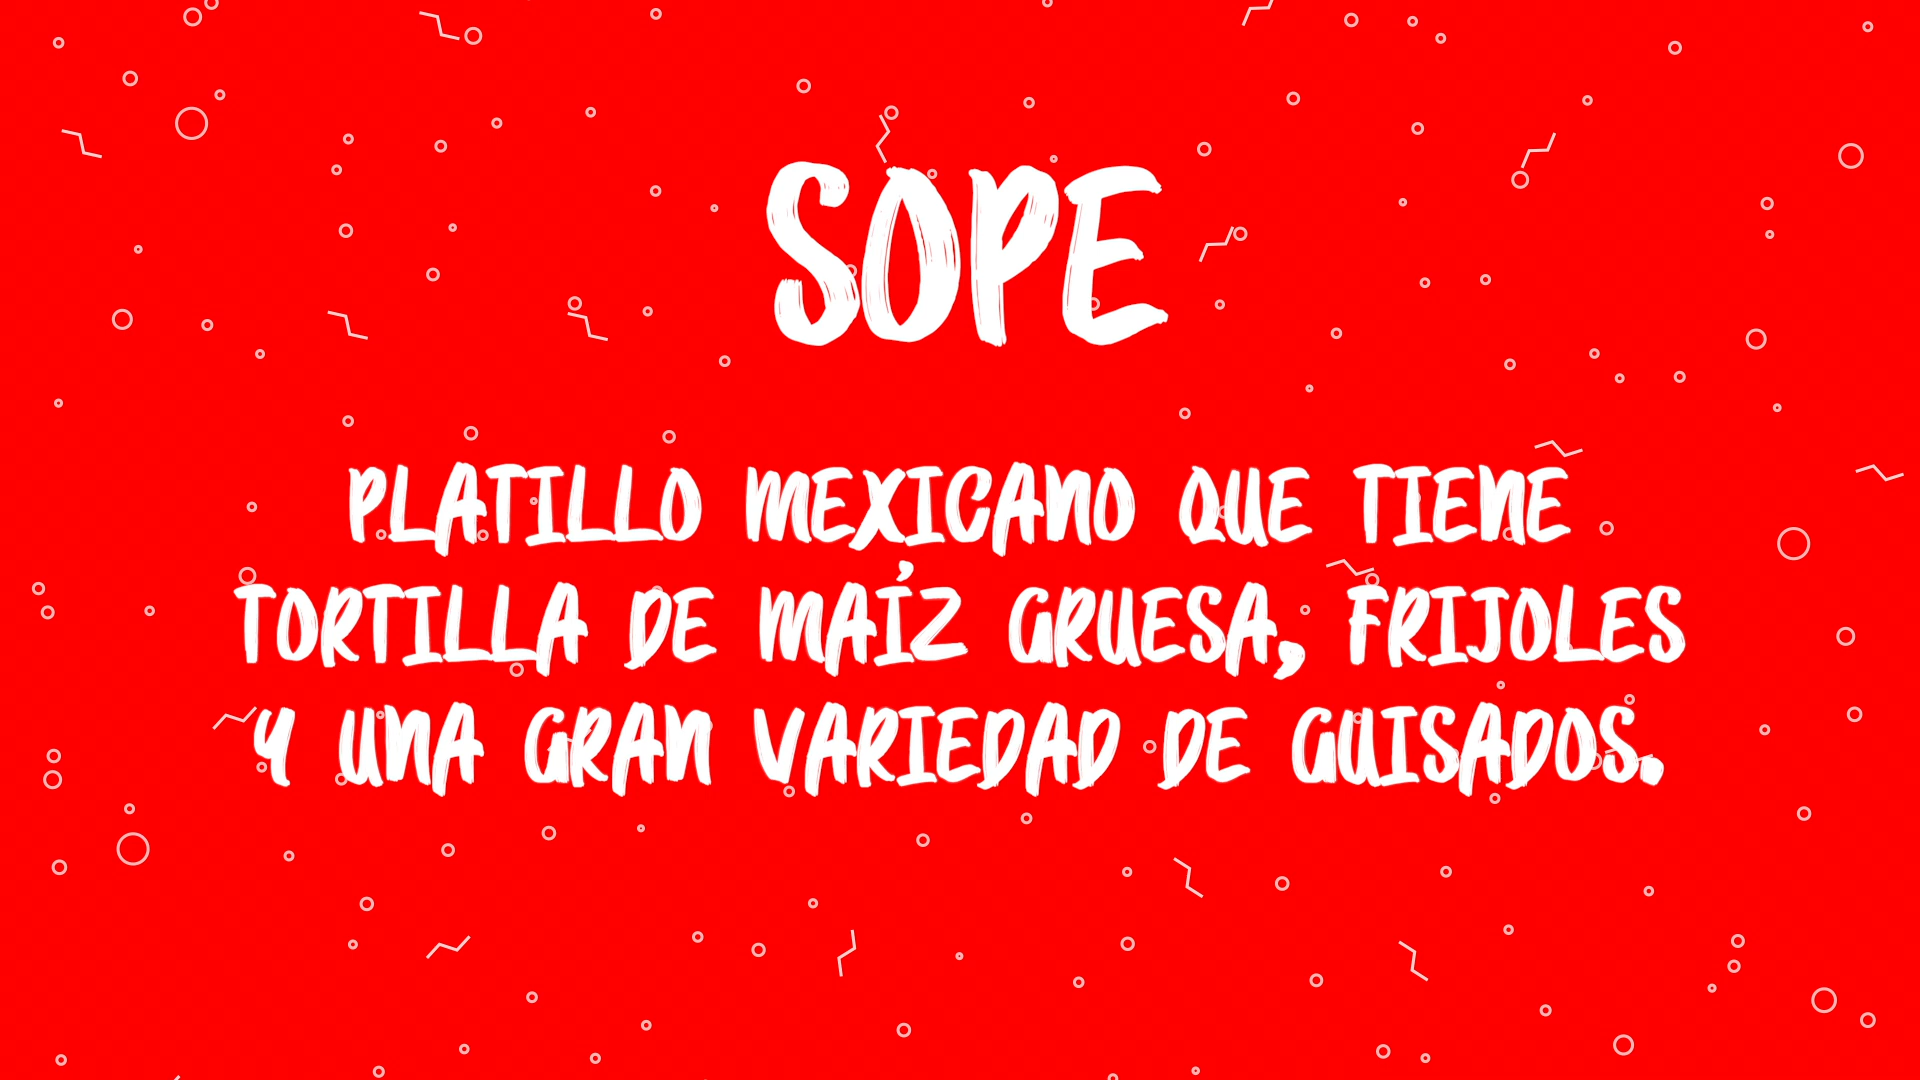 SOPE
PLATILLO MEXICANO QUE TIENE
TORTILLA DE MAÍZ GRUESA, FRIJOLES
Y UNA GRAN VARIEDAD DE GUISADOS.